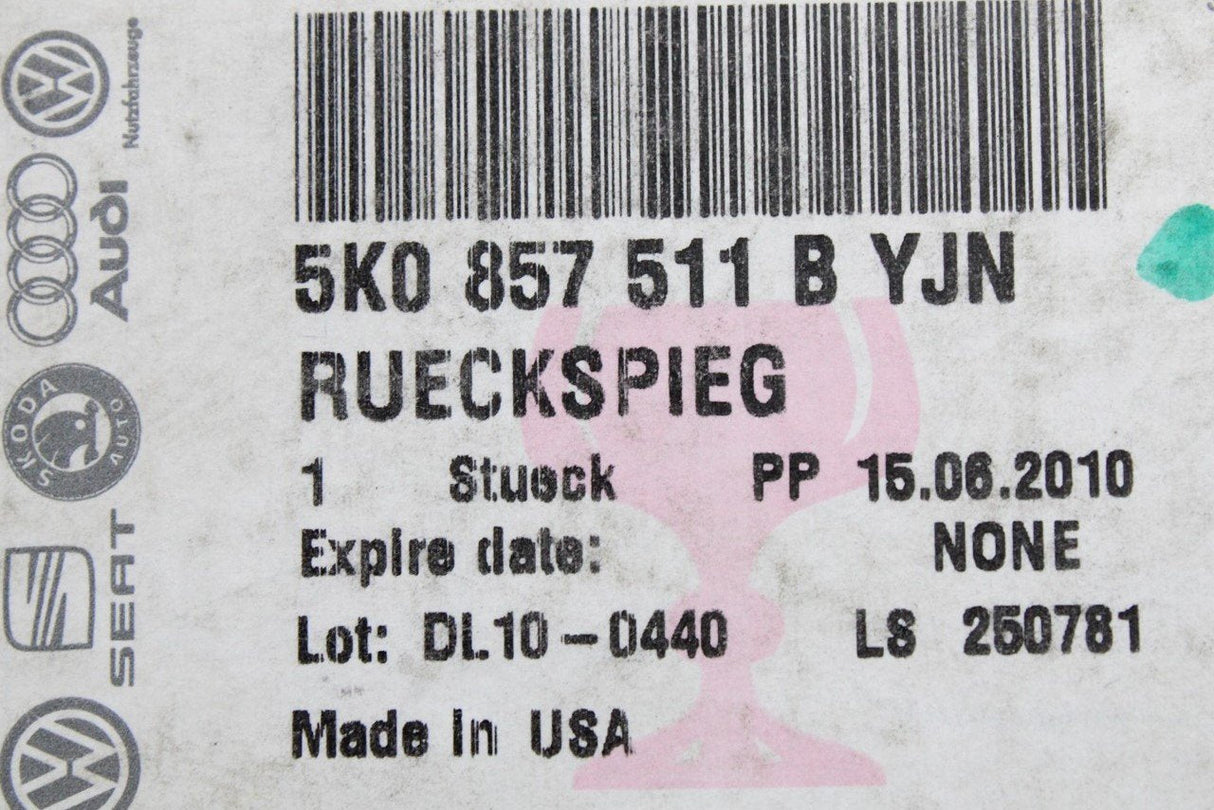 5K0 857 511 B YJN
RUECKSPIEG
1 Stueck PP 15.06.2010
Expire date: NONE
Lot: DL10-0440 LS 250781
Made in USA
Nutzfahrzeuge
Audi
SKODA AUTO
SEAT